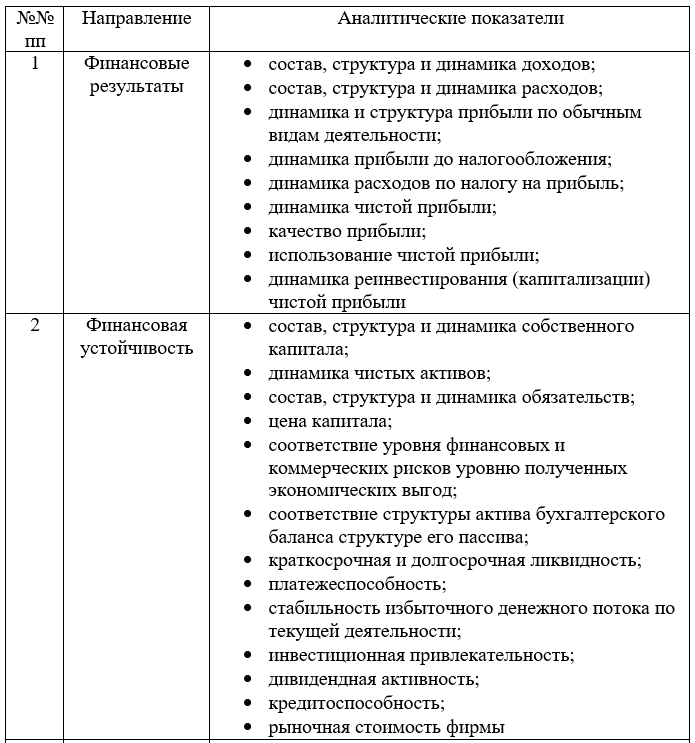 №№ Направление Аналитические показатели
пп
1 Финансовые • состав, структура и динамика доходов;
результаты • состав, структура и динамика расходов;
• динамика и структура прибыли по обычным
видам деятельности;
• динамика прибыли до налогообложения;
• динамика расходов по налогу на прибыль;
• динамика чистой прибыли;
• качество прибыли;
• использование чистой прибыли;
• динамика реинвестирования (капитализации)
чистой прибыли
2 Финансовая • состав, структура и динамика собственного
устойчивость капитала;
• динамика чистых активов;
• состав, структура и динамика обязательств;
• цена капитала;
• соответствие уровня финансовых и
коммерческих рисков уровню полученных
экономических выгод;
• соответствие структуры актива бухгалтерского
баланса структуре его пассива;
• краткосрочная и долгосрочная ликвидность;
• платежеспособность;
• стабильность избыточного денежного потока по
текущей деятельности;
• инвестиционная привлекательность;
• дивидендная активность;
• кредитоспособность;
• рыночная стоимость фирмы